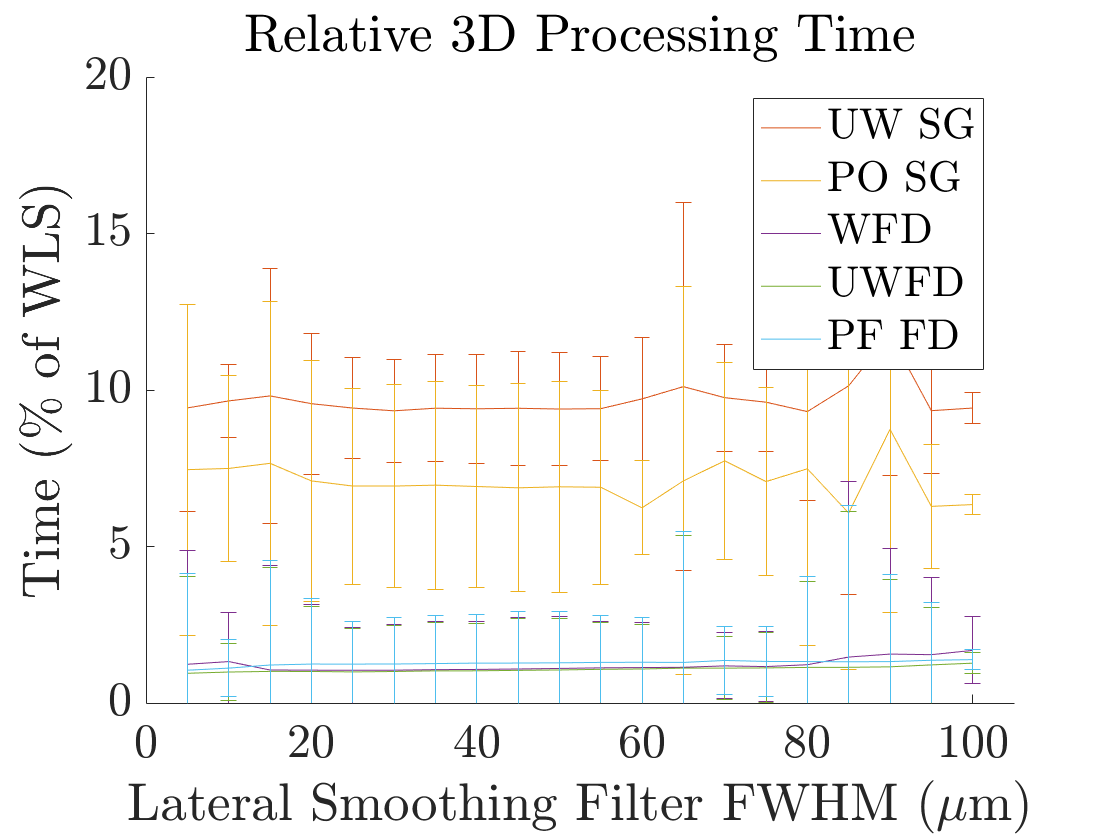 Relative 3D Processing Time
20
15
10
5
0
Time (% of WLS)
UW SG
PO SG
WFD
UWFD
PF FD
0 20 40 60 80 100
Lateral Smoothing Filter FWHM (μm)